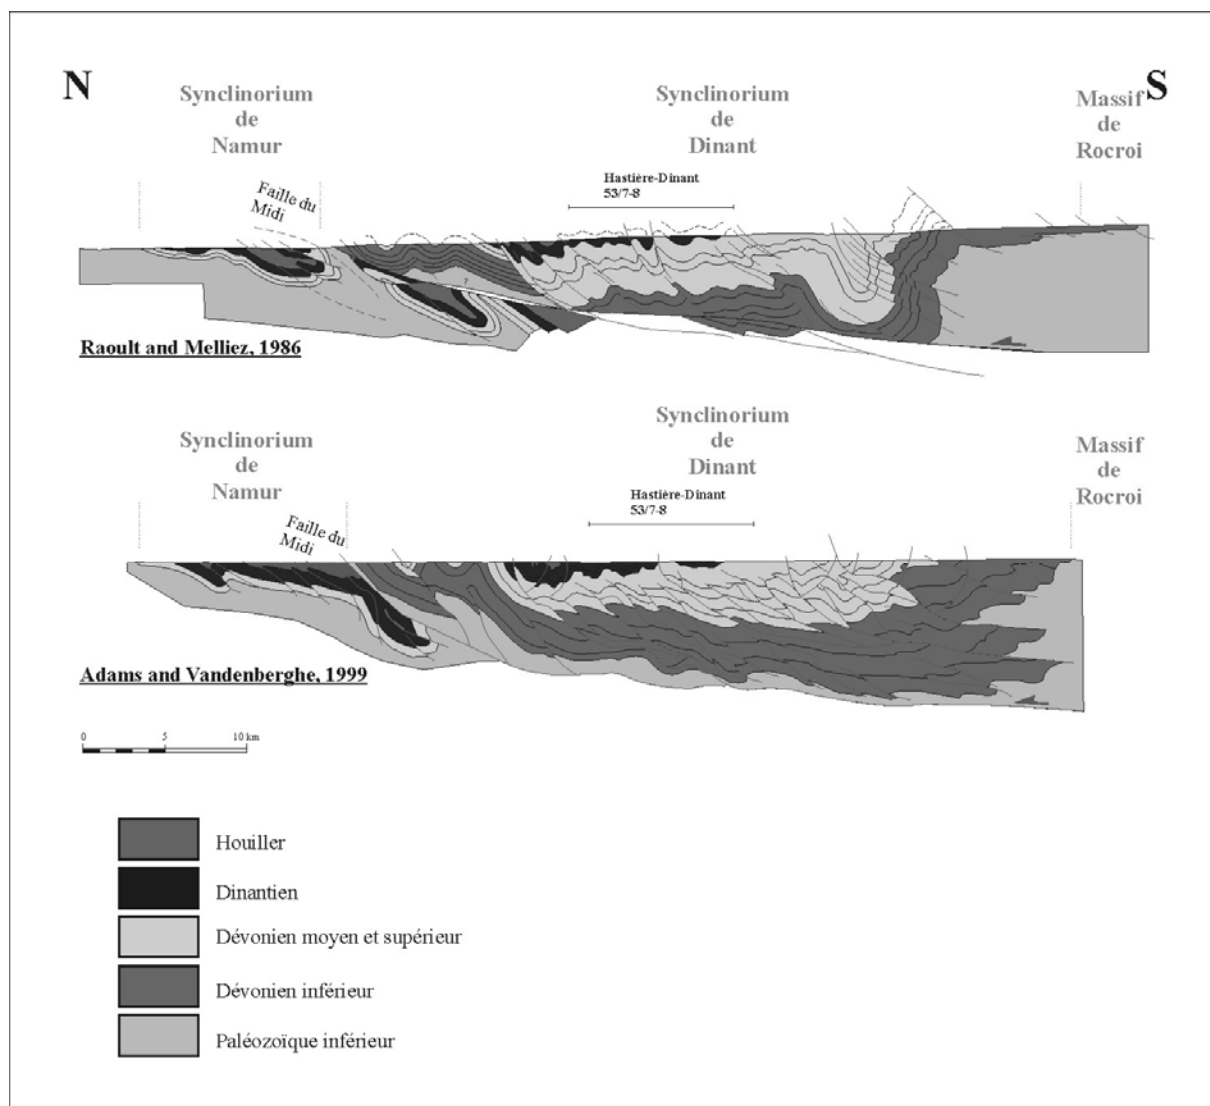 N
S
Synclinorium
de
Namur
Synclinorium
de
Dinant
Massif
de
Rocroi
Hastière-Dinant
53/7-8
Faille du
Midi
?
Raoult and Melliez, 1986
Synclinorium
de
Namur
Synclinorium
de
Dinant
Massif
de
Rocroi
Hastière-Dinant
53/7-8
Faille du
Midi
Adams and Vandenberghe, 1999
0 5 10 km
Houiller
Dinantien
Dévonien moyen et supérieur
Dévonien inférieur
Paléozoïque inférieur